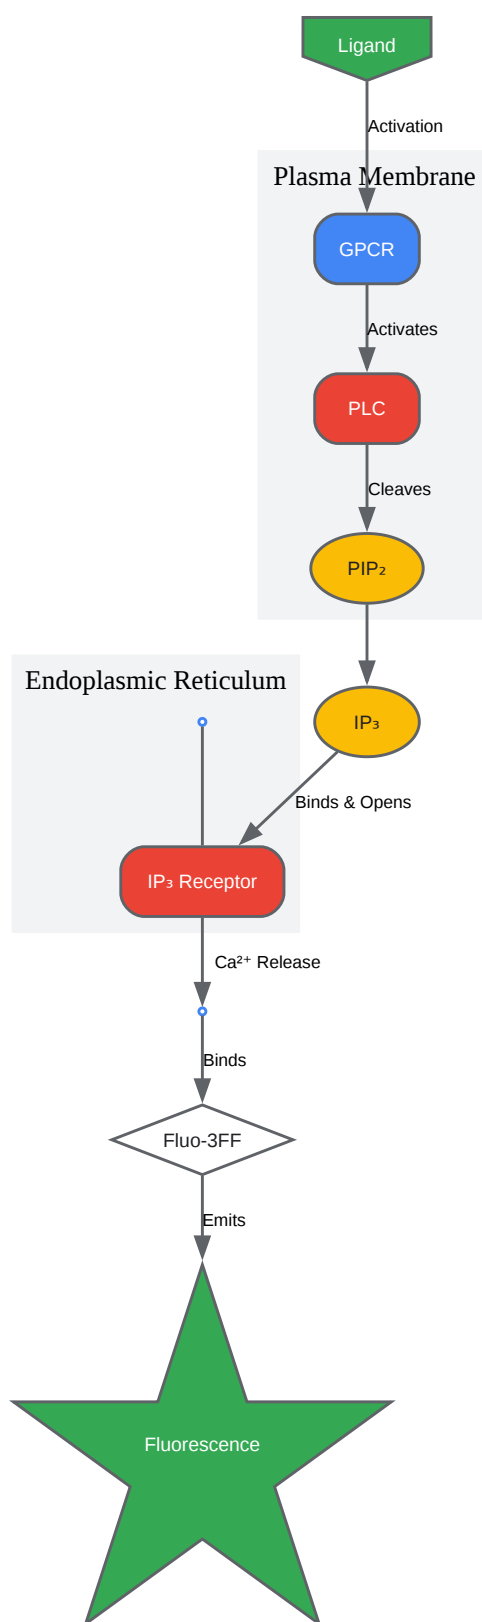 Ligand
Activation
Plasma Membrane
GPCR
Activates
PLC
Cleaves
PIP₂
Endoplasmic Reticulum
IP₃
Binds & Opens
IP₃ Receptor
Ca²⁺ Release
Binds
Fluo-3FF
Emits
Fluorescence